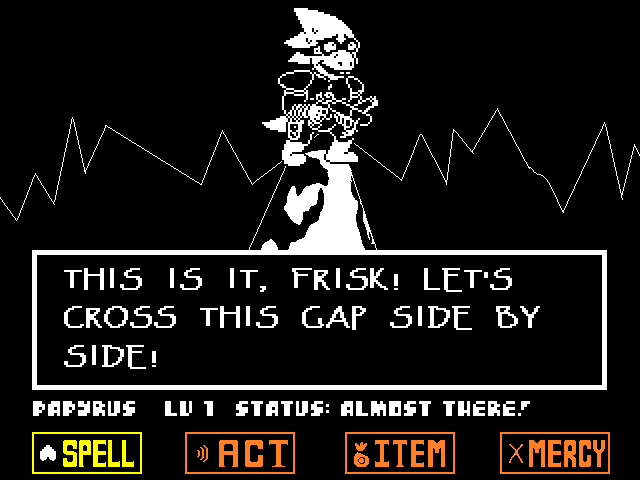 THIS IS IT, FRISK! LET'S
CROSS THIS GAP SIDE BY
SIDE!
PAPYRUS LV 1 STATUS: ALMOST THERE!
SPELL ACT ITEM MERCY